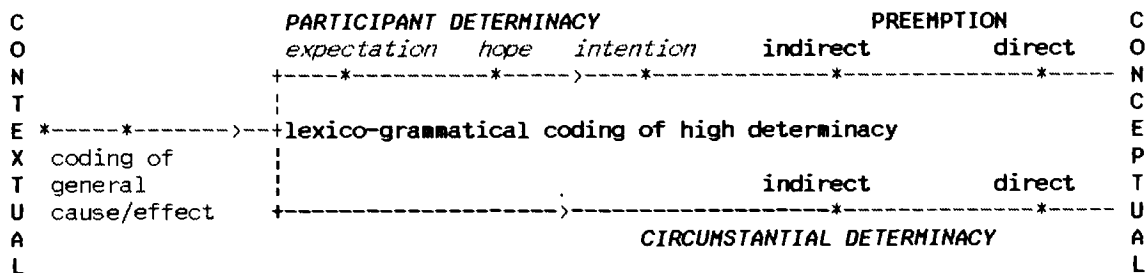 C PARTICIPANT DETERMINACY PREEMPTION C
O expectation hope intention indirect direct O
N +----*---------*------>---*-----------*------------*----- N
T C
E *-----*------->--+lexico-grammatical coding of high determinacy E
X coding of P
T general indirect direct T
U cause/effect +----------------->----------------*-------------*----- U
A CIRCUMSTANTIAL DETERMINACY A
L L